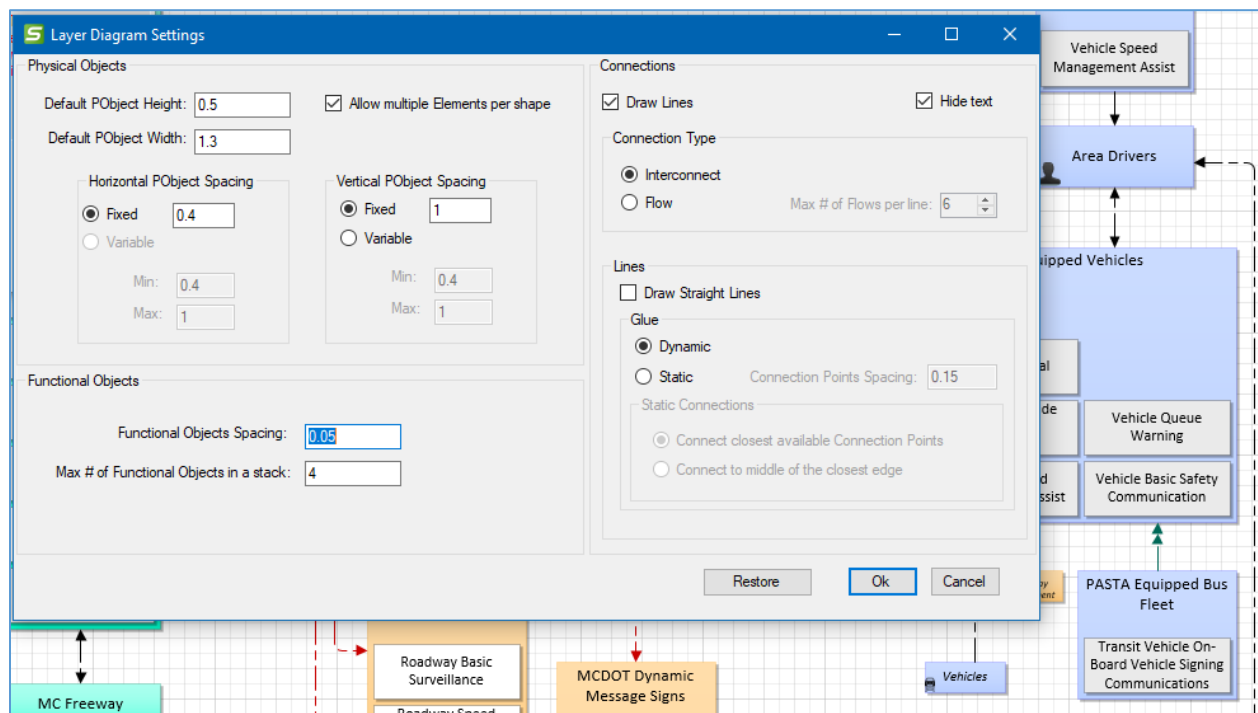 Layer Diagram Settings
Physical Objects
Default PObject Height: 0.5
Allow multiple Elements per shape
Default PObject Width: 1.3
Horizontal PObject Spacing
Fixed 0.4
Variable
Min: 0.4
Max: 1
Vertical PObject Spacing
Fixed 1
Variable
Min: 0.4
Max: 1
Functional Objects
Functional Objects Spacing: 0.05
Max # of Functional Objects in a stack: 4
Connections
Draw Lines
Hide text
Connection Type
Interconnect
Flow
Max # of Flows per line: 6
Lines
Draw Straight Lines
Glue
Dynamic
Static
Connection Points Spacing: 0.15
Static Connections
Connect closest available Connection Points
Connect to middle of the closest edge
Restore
Ok
Cancel
Vehicle Speed
Management Assist
Area Drivers
Vehicles
Vehicle Queue
Warning
Vehicle Basic Safety
Communication
PASTA Equipped Bus
Fleet
Transit Vehicle On-
Board Vehicle Signing
Communications
Roadway Basic
Surveillance
Roadway Speed
MCDOT Dynamic
Message Signs
Vehicles
MC Freeway